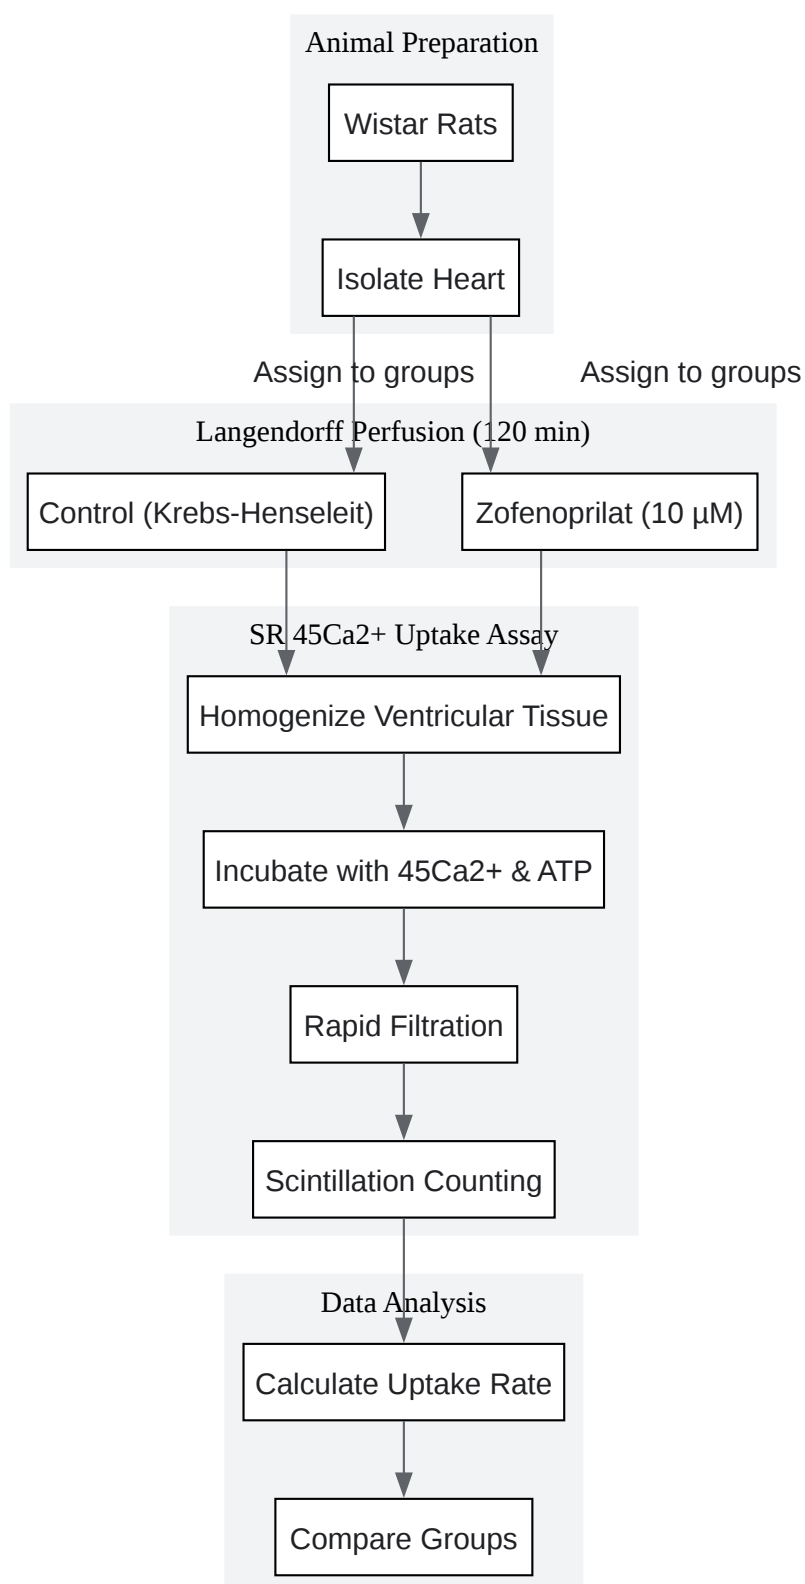 Animal Preparation
Wistar Rats
Isolate Heart
Assign to groups
Assign to groups
Langendorff Perfusion (120 min)
Control (Krebs-Henseleit)
Zofenoprilat (10 µM)
SR 45Ca2+ Uptake Assay
Homogenize Ventricular Tissue
Incubate with 45Ca2+ & ATP
Rapid Filtration
Scintillation Counting
Data Analysis
Calculate Uptake Rate
Compare Groups